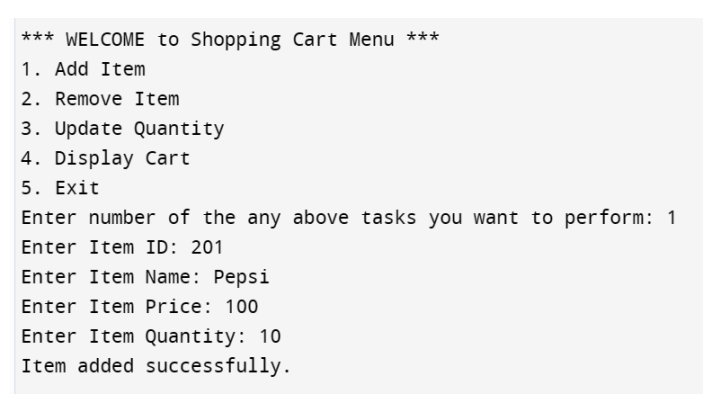 *** WELCOME to Shopping Cart Menu ***
1. Add Item
2. Remove Item
3. Update Quantity
4. Display Cart
5. Exit
Enter number of the any above tasks you want to perform: 1
Enter Item ID: 201
Enter Item Name: Pepsi
Enter Item Price: 100
Enter Item Quantity: 10
Item added successfully.